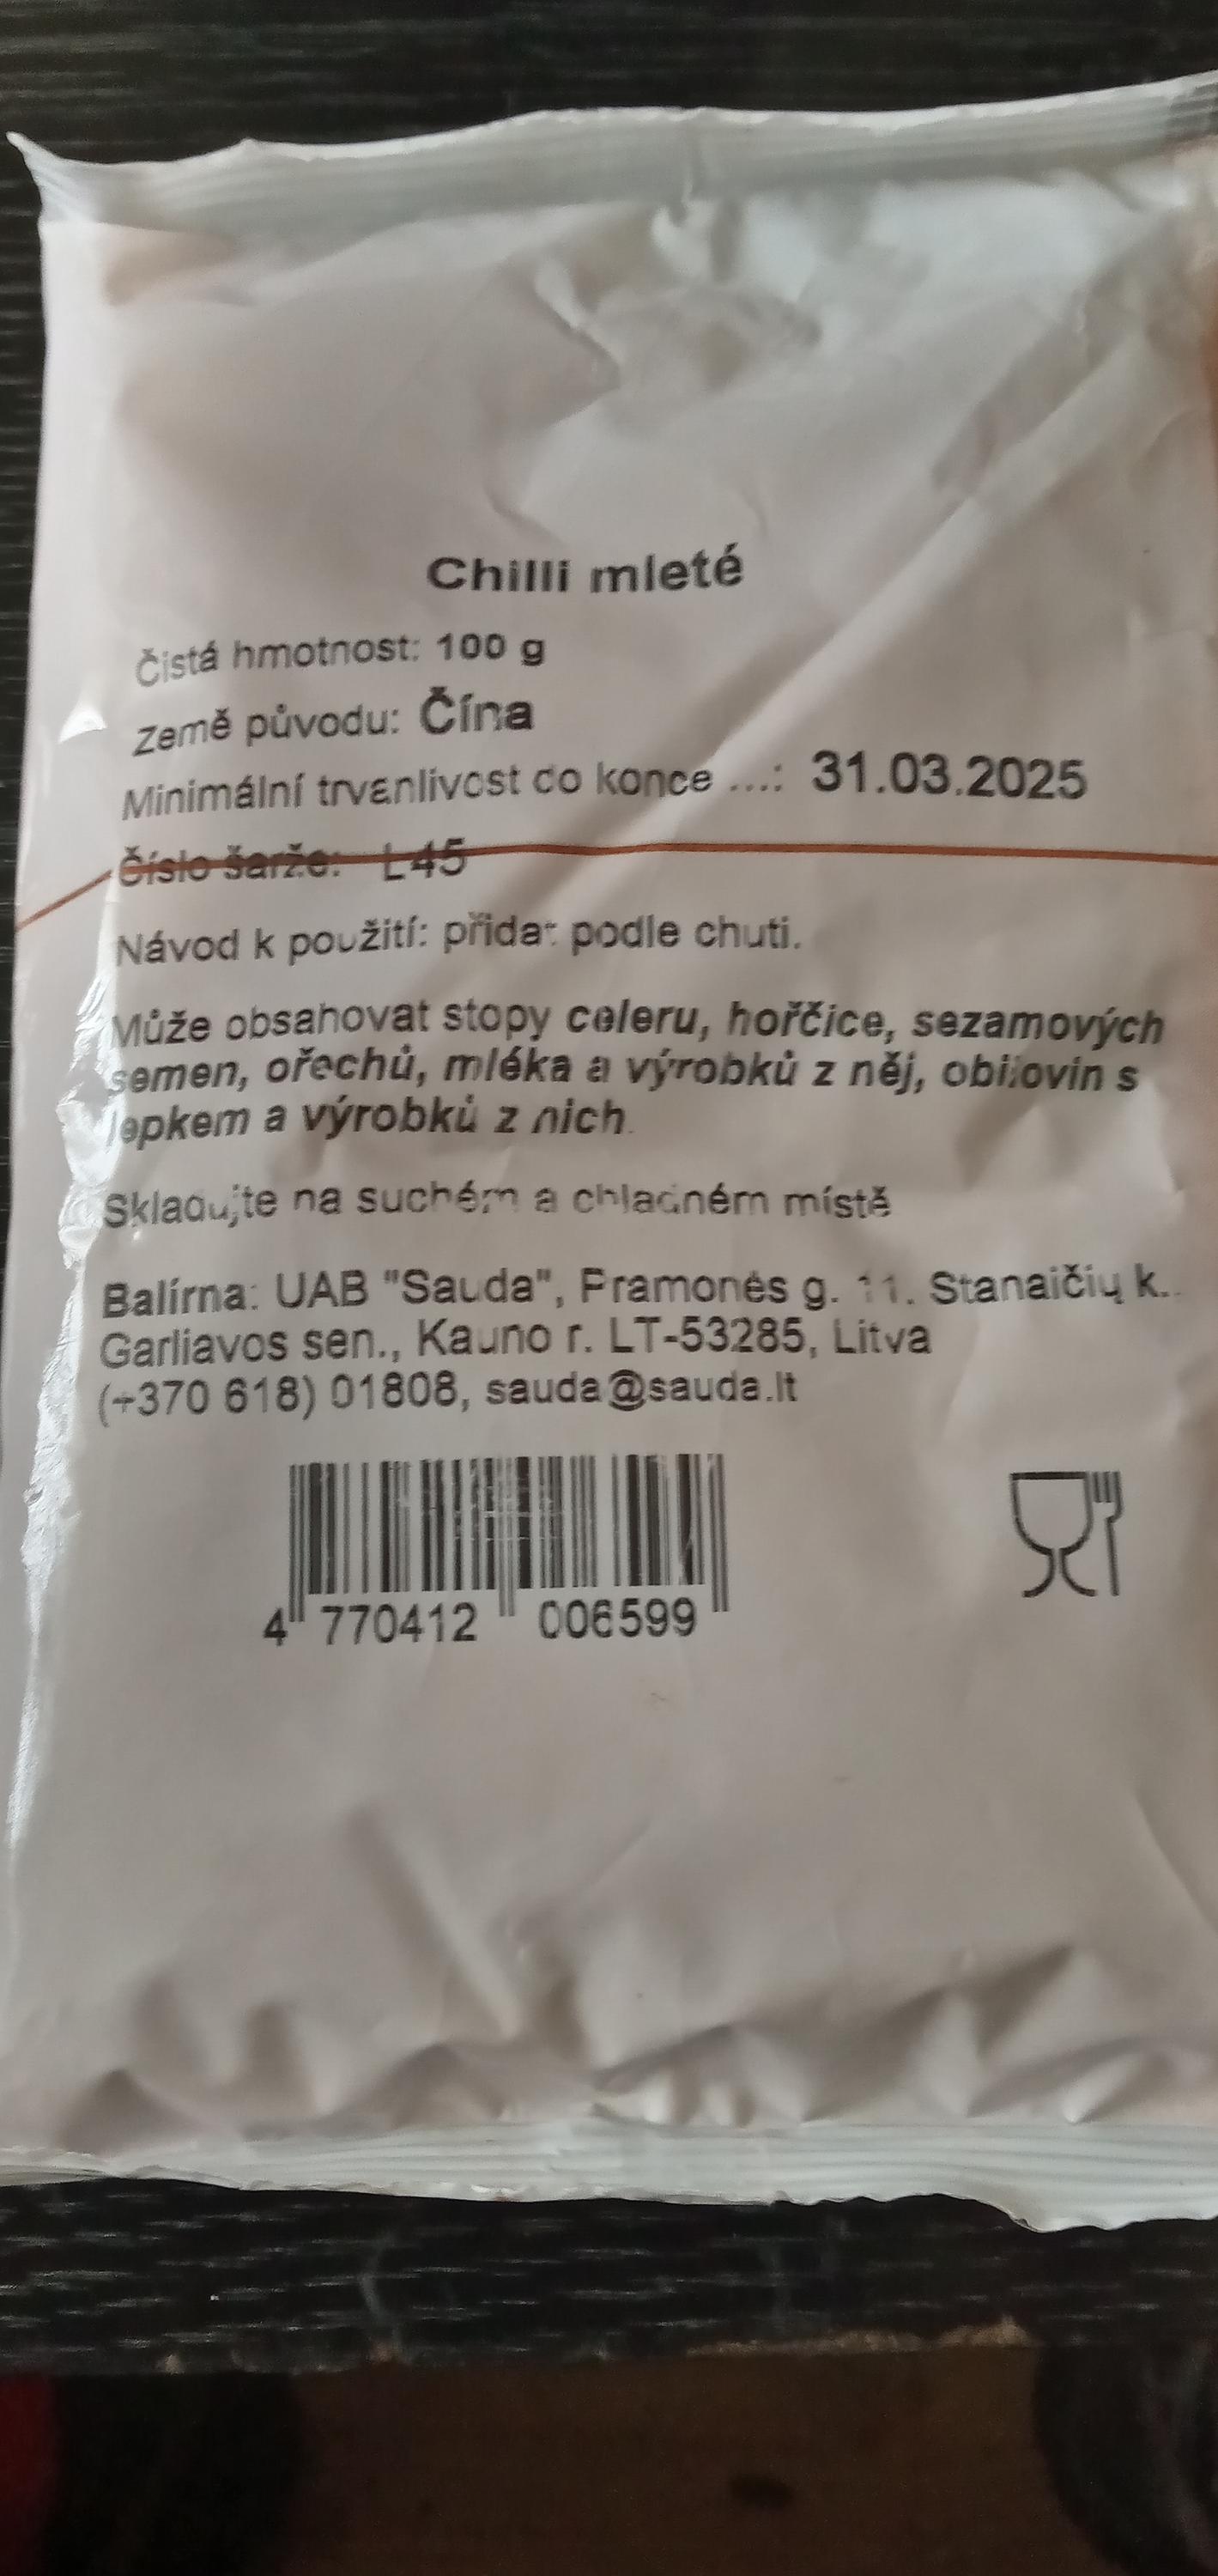 Chilli mleté
Čistá hmotnost: 100 g
Země původu: Čína
Minimální trvanlivost do konce ....: 31.03.2025
Číslo šarže: L45
Návod k použití: přidat podle chuti.
Může obsahovat stopy celeru, hořčice, sezamových
semen, ořechů, mléka a výrobků z něj, obilovin s
lepkem a výrobků z nich.
Skladujte na suchém a chladném místě
Balírna: UAB "Sauda", Pramonės g. 11. Stanaičių k..
Garliavos sen., Kauno r. LT-53285, Litva
(+370 618) 01808, sauda@sauda.lt
4 770412 006599